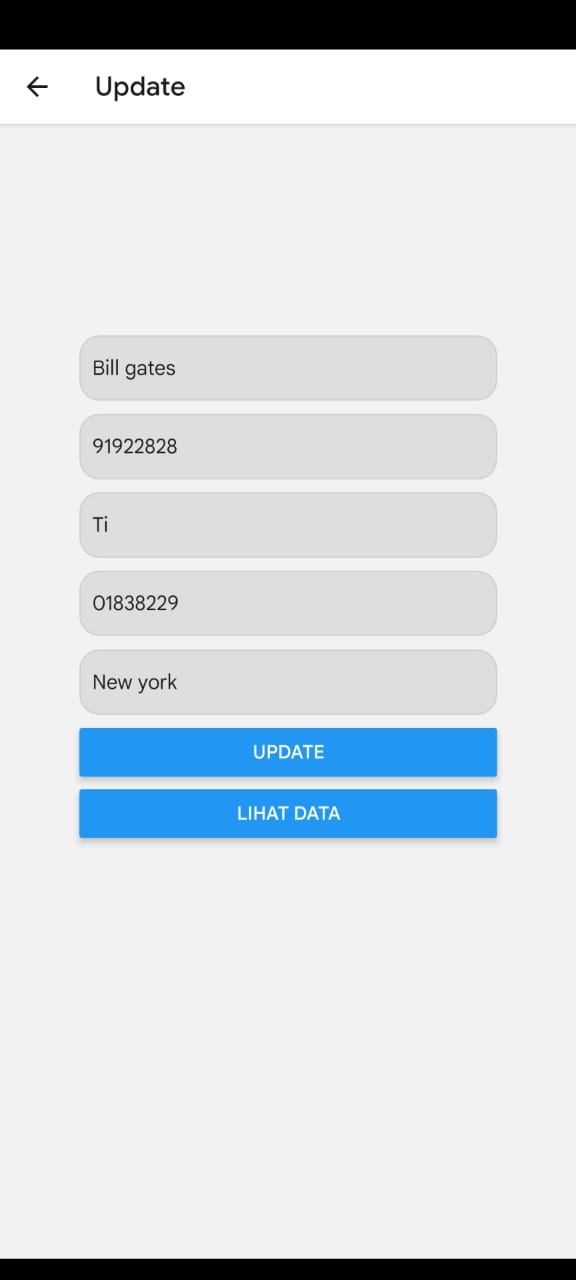 Update
Bill gates
91922828
Ti
01838229
New york
UPDATE
LIHAT DATA